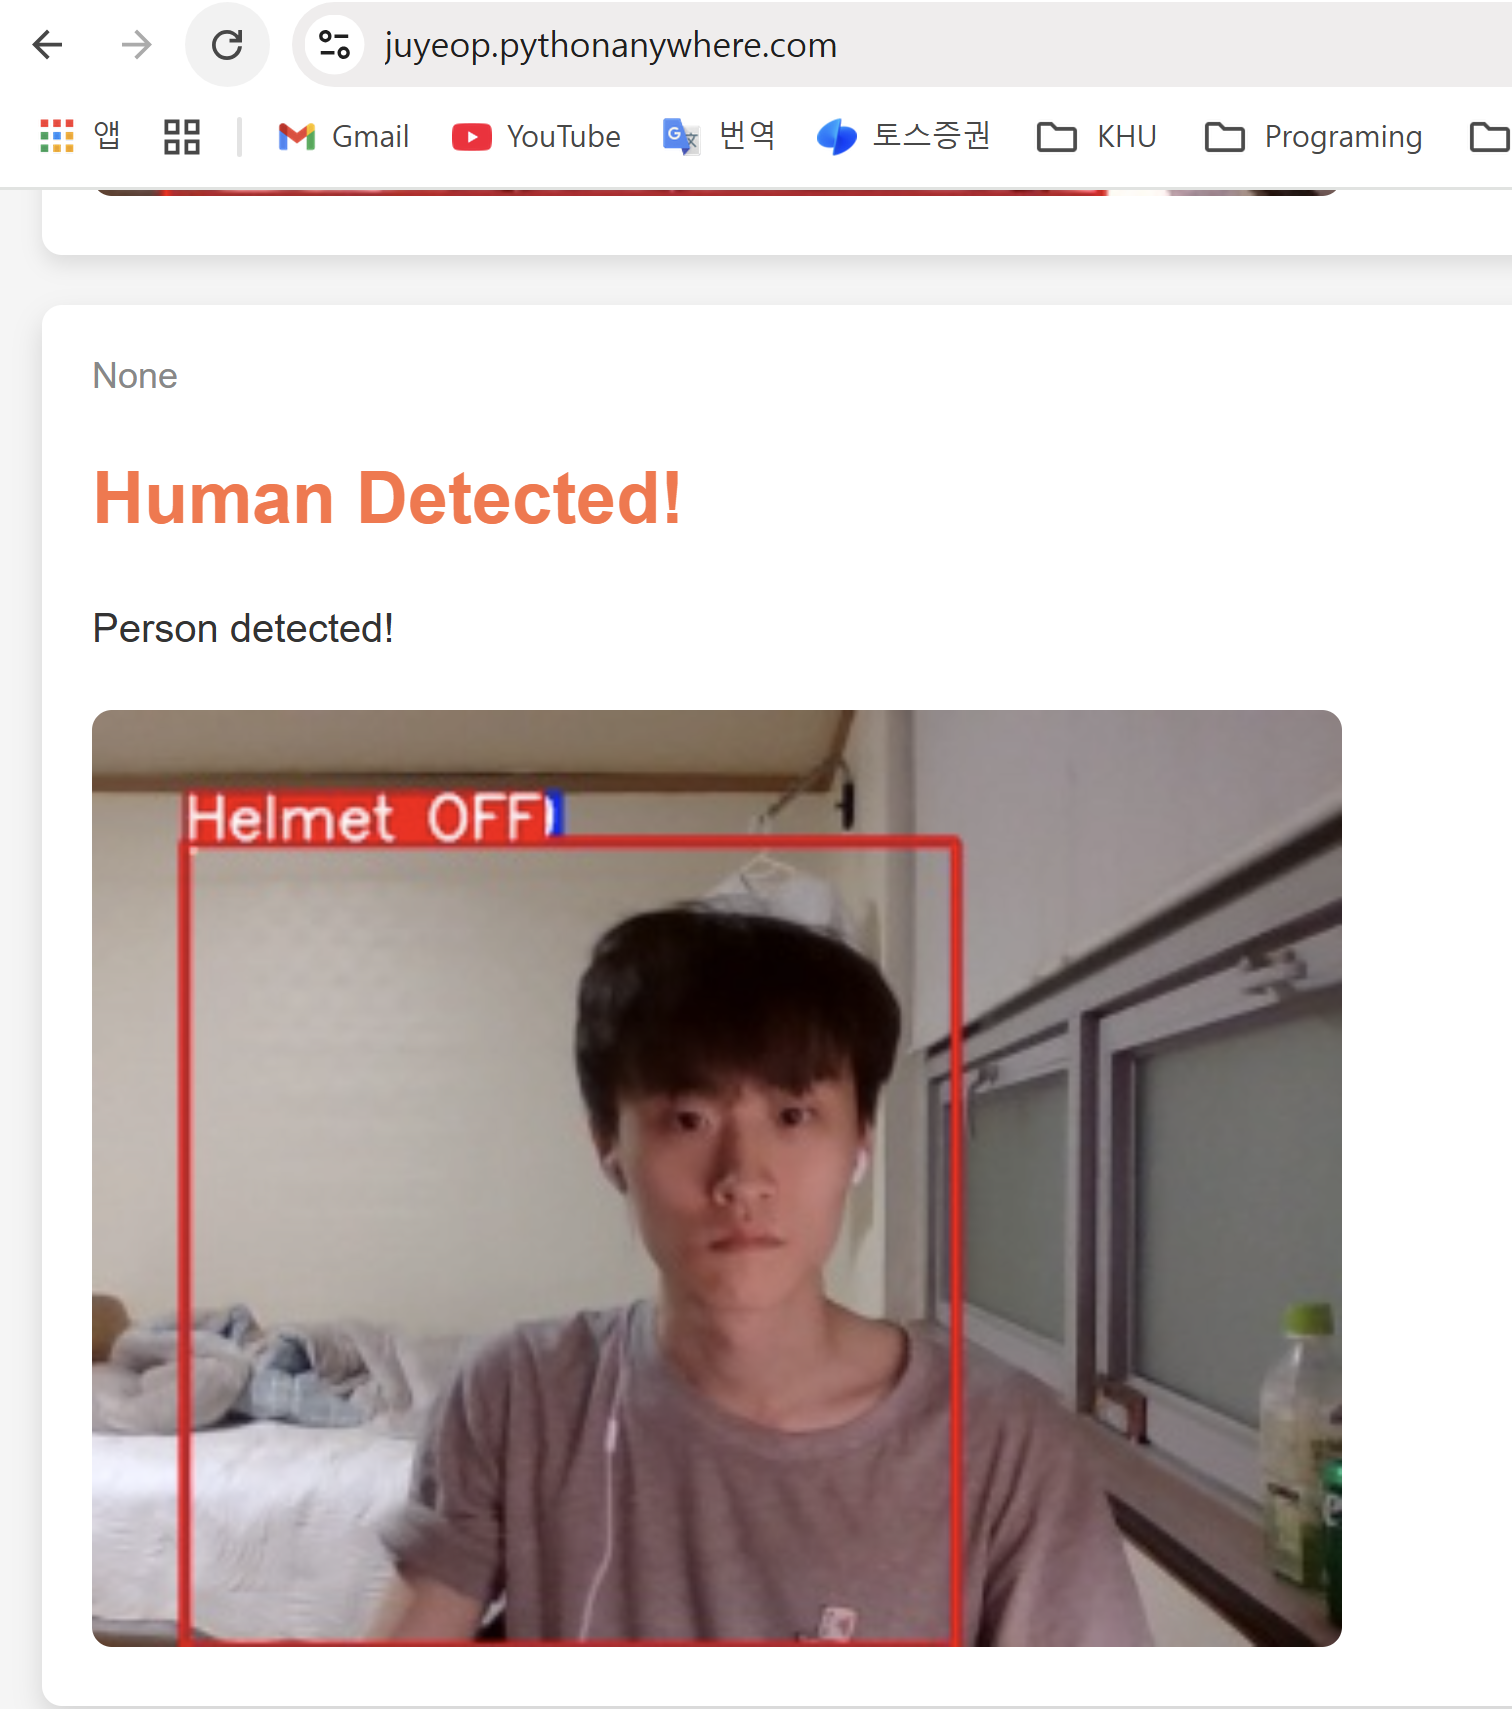 juyeop.pythonanywhere.com
앱 Gmail YouTube 번역 토스증권 KHU Programing
None
Human Detected!
Person detected!
Helmet OFF